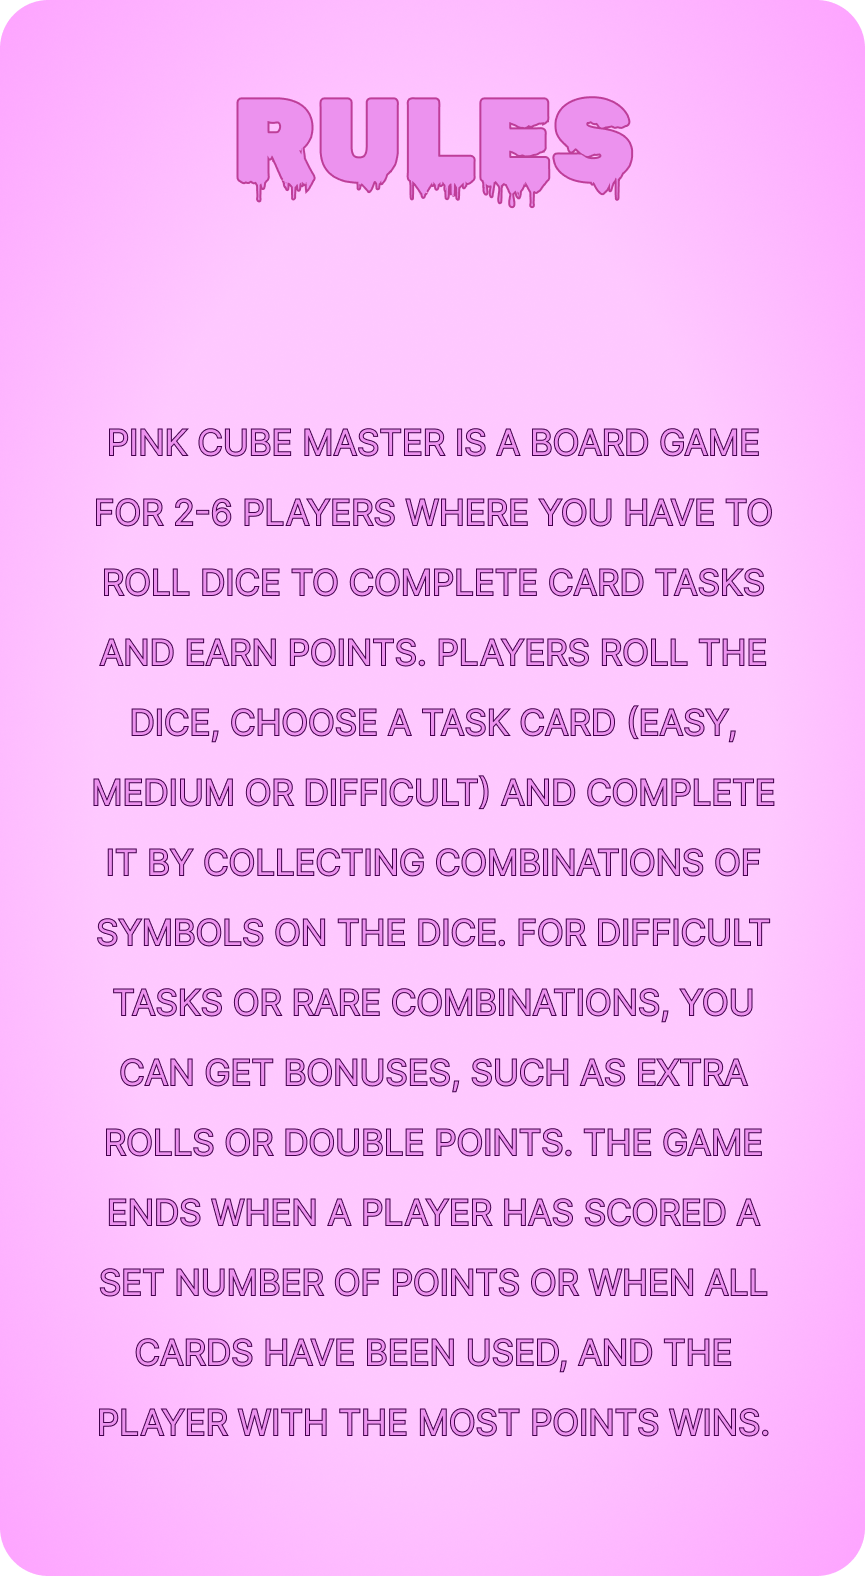 RULES
PINK CUBE MASTER IS A BOARD GAME
FOR 2-6 PLAYERS WHERE YOU HAVE TO
ROLL DICE TO COMPLETE CARD TASKS
AND EARN POINTS. PLAYERS ROLL THE
DICE, CHOOSE A TASK CARD (EASY,
MEDIUM OR DIFFICULT) AND COMPLETE
IT BY COLLECTING COMBINATIONS OF
SYMBOLS ON THE DICE. FOR DIFFICULT
TASKS OR RARE COMBINATIONS, YOU
CAN GET BONUSES, SUCH AS EXTRA
ROLLS OR DOUBLE POINTS. THE GAME
ENDS WHEN A PLAYER HAS SCORED A
SET NUMBER OF POINTS OR WHEN ALL
CARDS HAVE BEEN USED, AND THE
PLAYER WITH THE MOST POINTS WINS.